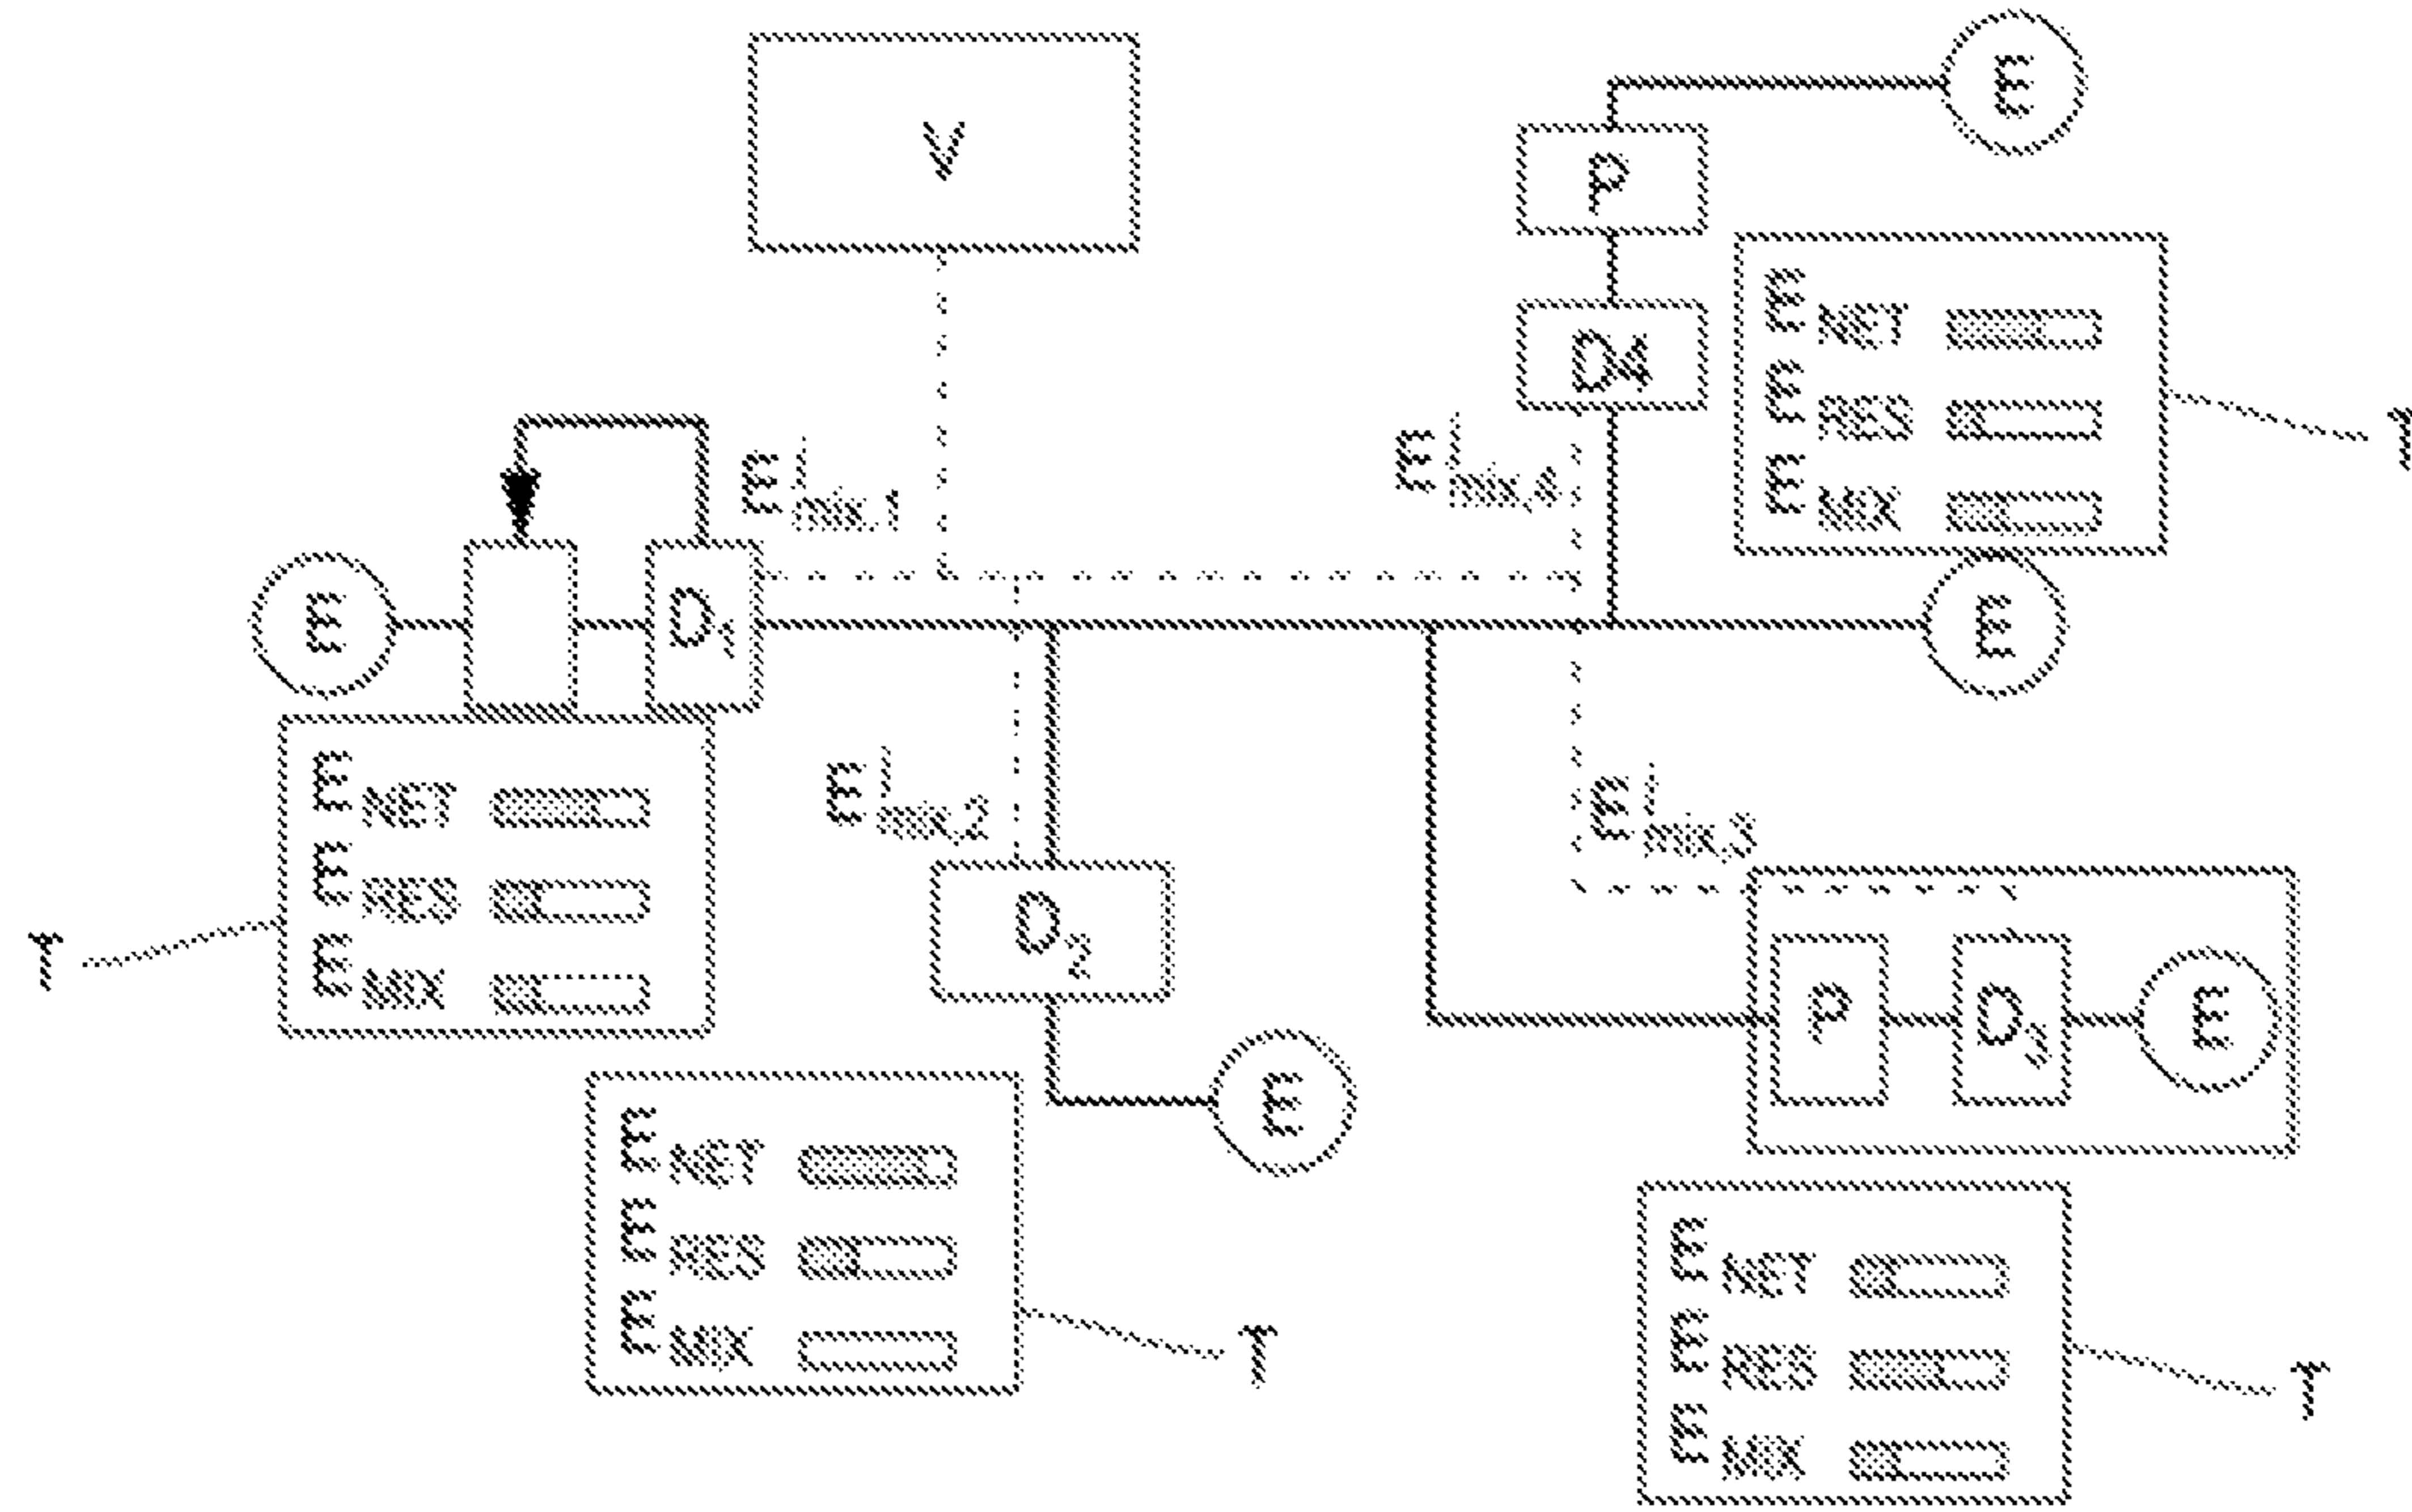 V
E
P
D4
E NET
E RES
E MIX
T
E i mix,1
E i mix,4
E
D1
E
E NET
E RES
E MIX
T
E i mix,2
E i mix,3
D2
P
D3
E
E
E NET
E RES
E MIX
T
E NET
E RES
E MIX
T